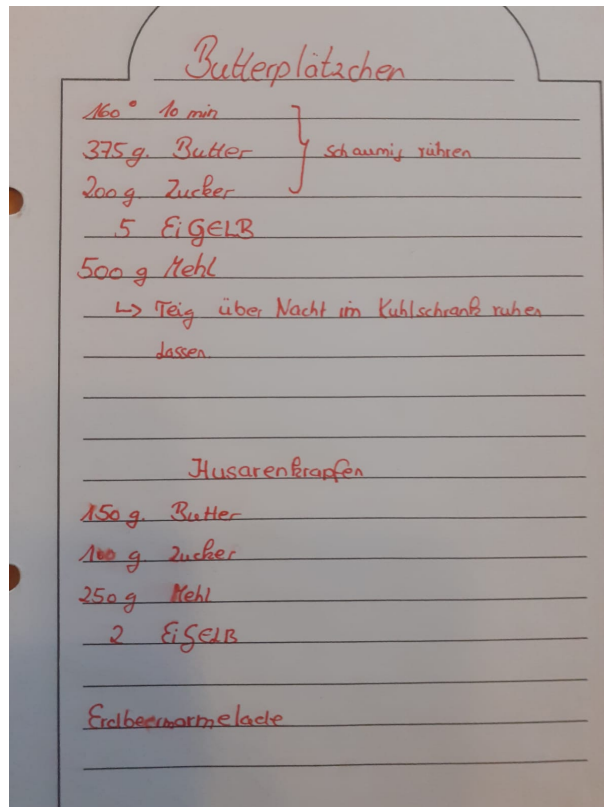 Butterplätzchen
160° 10 min
375 g. Butter } schaumig rühren
200 g. Zucker
5 EiGELB
500 g Mehl
↳ Teig über Nacht im Kuhlschrank ruhen
lassen.
Husarenkrapfen
150 g. Butter
100 g Zucker
250 g Mehl
2 EiGELB
Erdbeermarmelade